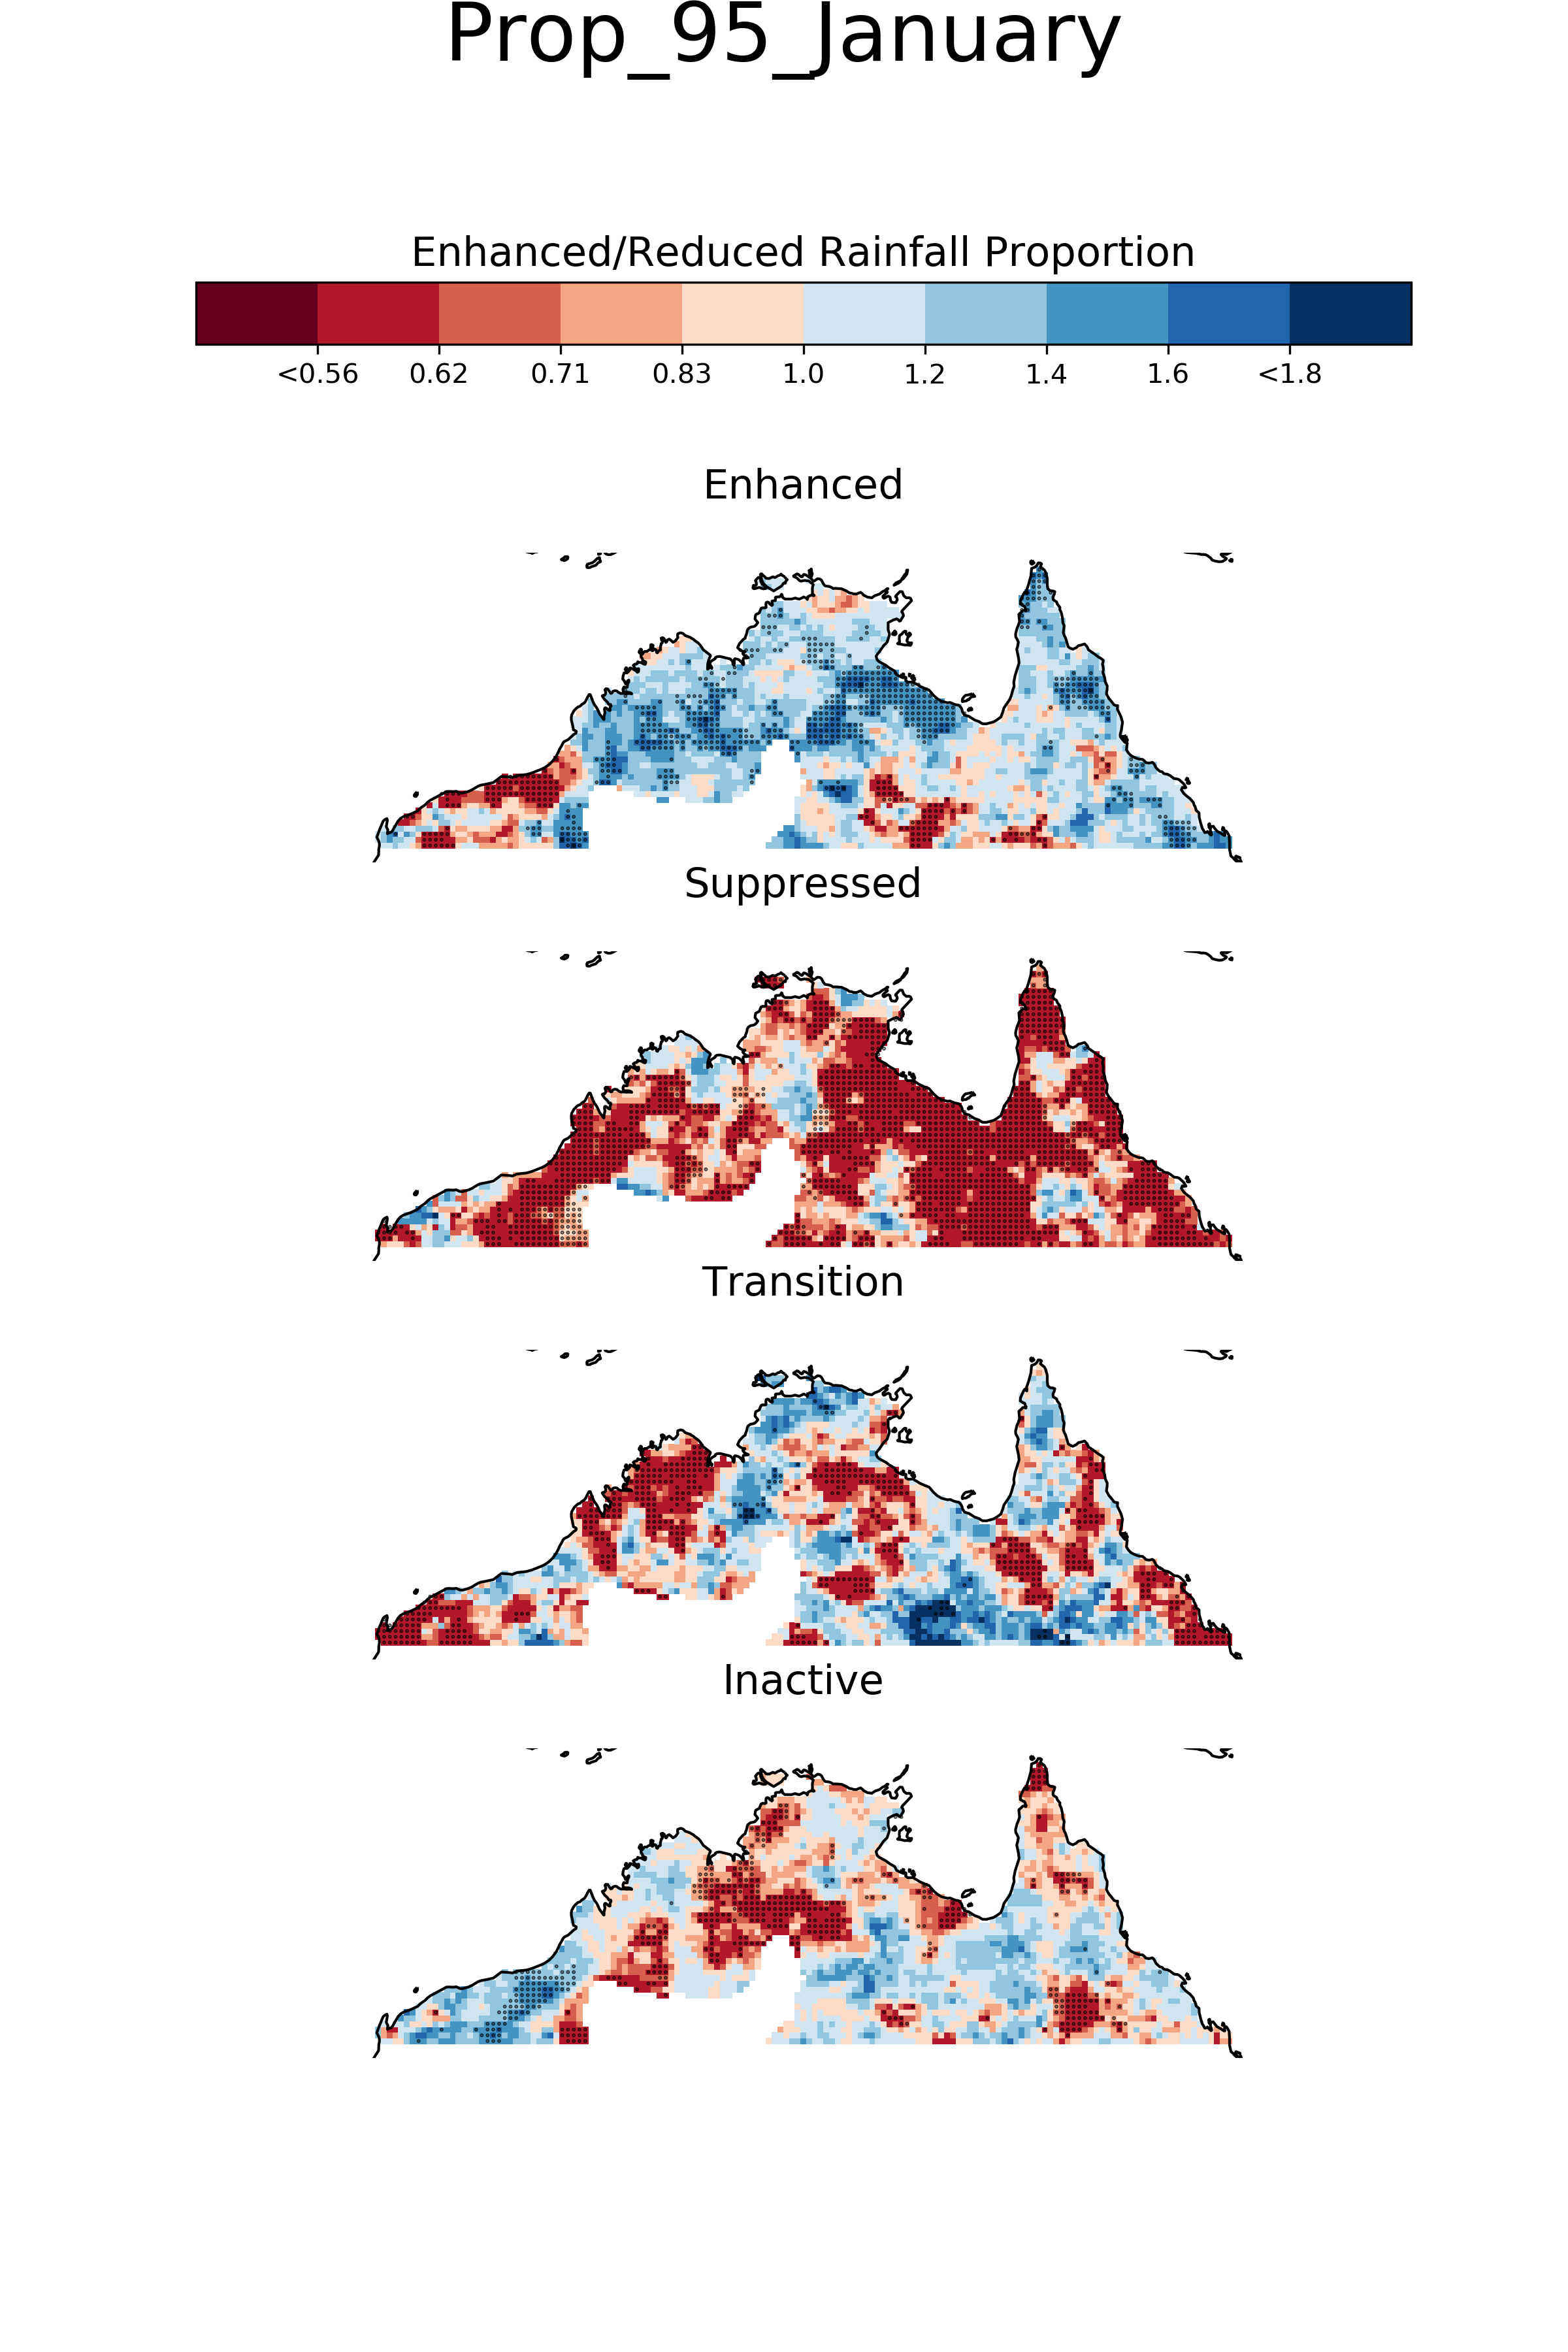 Prop_95_January
Enhanced/Reduced Rainfall Proportion
<0.56 0.62 0.71 0.83 1.0 1.2 1.4 1.6 <1.8
Enhanced
Suppressed
Transition
Inactive